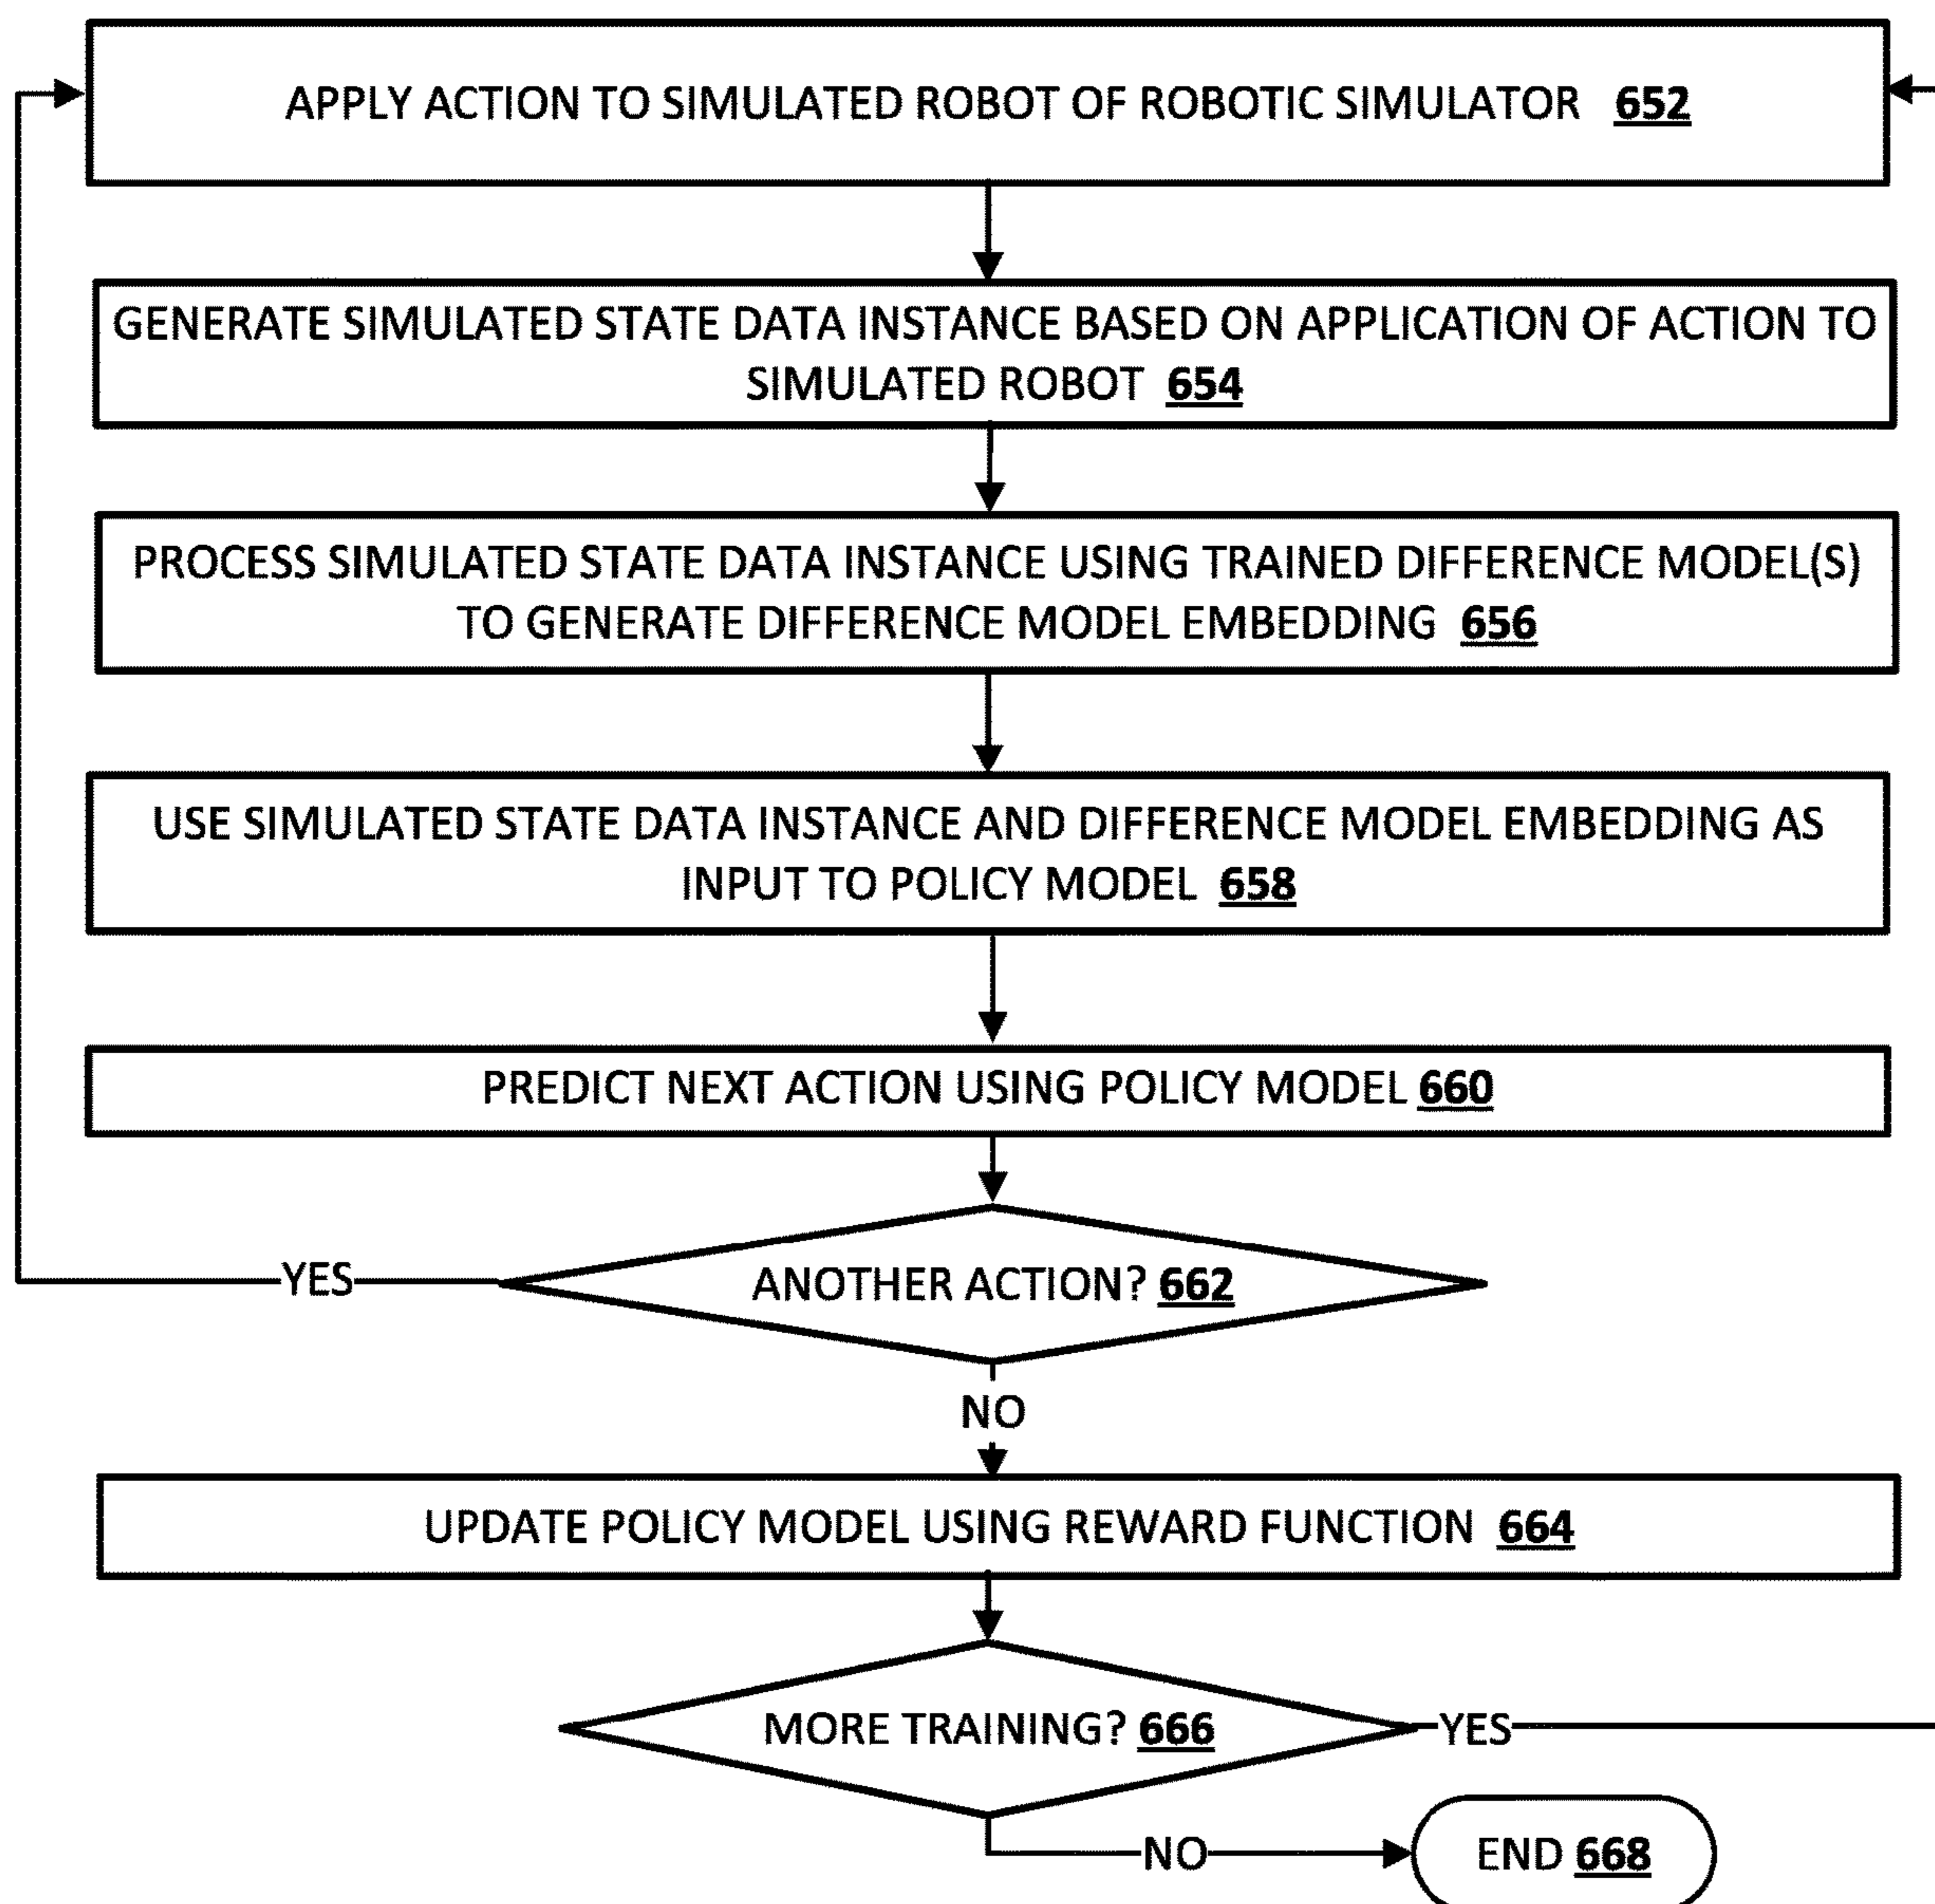 APPLY ACTION TO SIMULATED ROBOT OF ROBOTIC SIMULATOR 652
GENERATE SIMULATED STATE DATA INSTANCE BASED ON APPLICATION OF ACTION TO
SIMULATED ROBOT 654
PROCESS SIMULATED STATE DATA INSTANCE USING TRAINED DIFFERENCE MODEL(S)
TO GENERATE DIFFERENCE MODEL EMBEDDING 656
USE SIMULATED STATE DATA INSTANCE AND DIFFERENCE MODEL EMBEDDING AS
INPUT TO POLICY MODEL 658
PREDICT NEXT ACTION USING POLICY MODEL 660
YES
ANOTHER ACTION? 662
NO
UPDATE POLICY MODEL USING REWARD FUNCTION 664
MORE TRAINING? 666
YES
NO
END 668